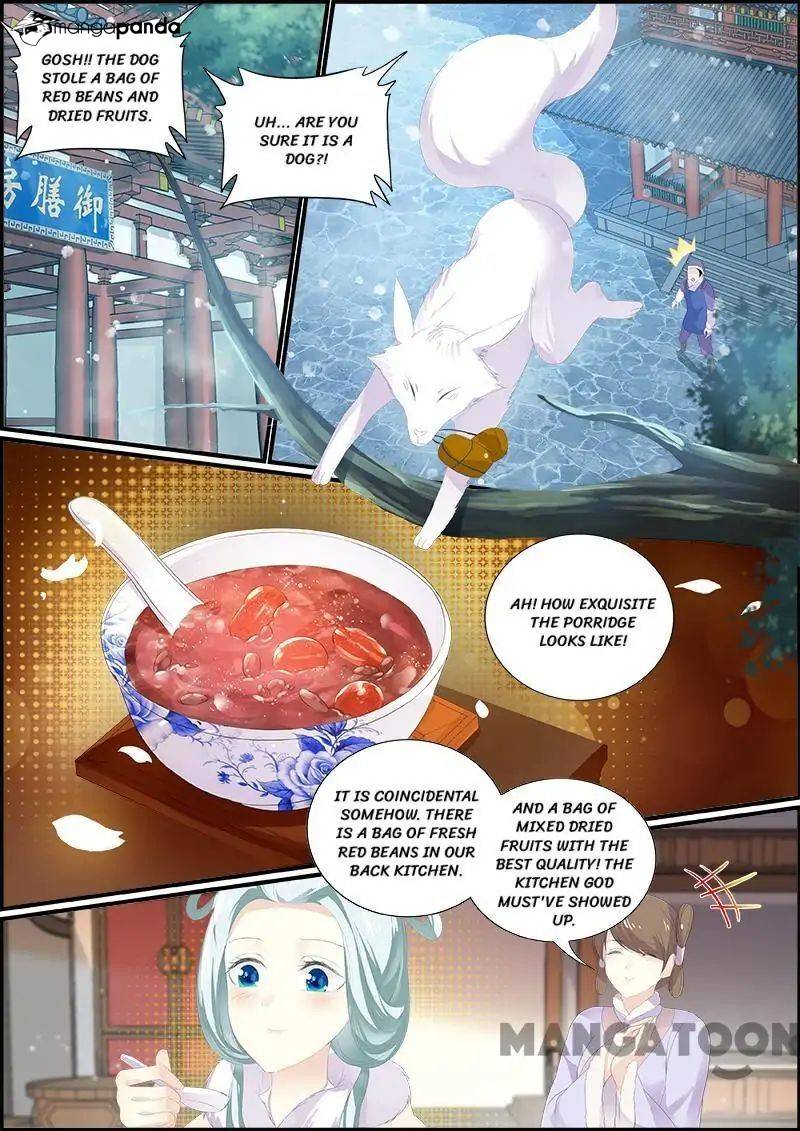 mangapanda
GOSH!! THE DOG
STOLE A BAG OF
RED BEANS AND
DRIED FRUITS.
UH... ARE YOU
SURE IT IS A
DOG?!
御膳房
AH! HOW EXQUISITE
THE PORRIDGE
LOOKS LIKE!
IT IS COINCIDENTAL
SOMEHOW. THERE
IS A BAG OF FRESH
RED BEANS IN OUR
BACK KITCHEN.
AND A BAG OF
MIXED DRIED
FRUITS WITH THE
BEST QUALITY! THE
KITCHEN GOD
MUST'VE SHOWED
UP.
MANGATOON